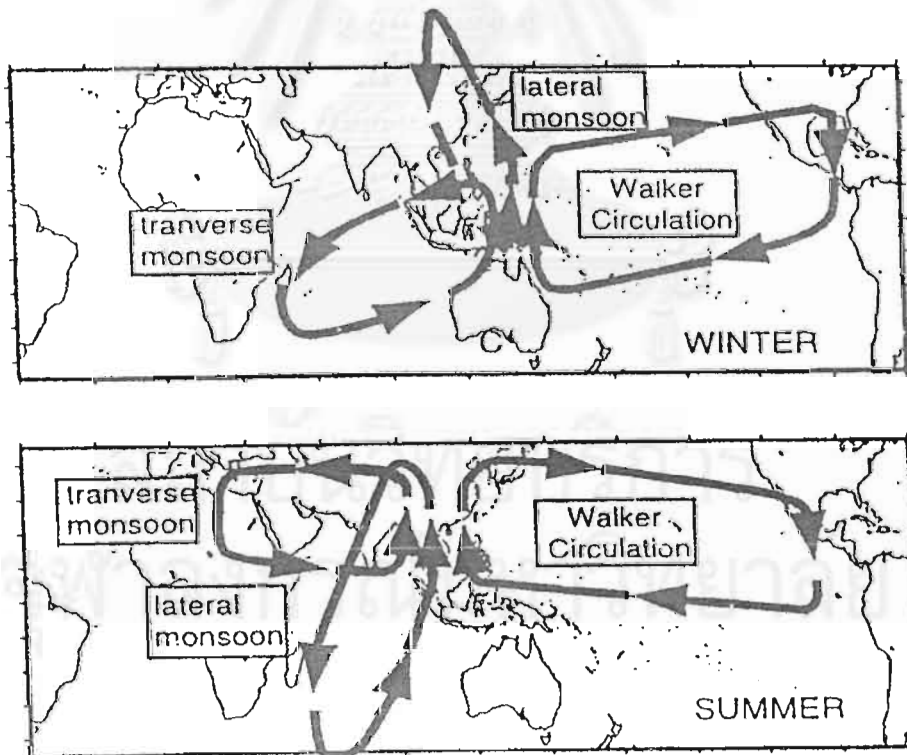 lateral
monsoon
Walker
Circulation
tranverse
monsoon
C
WINTER
tranverse
monsoon
Walker
Circulation
lateral
monsoon
SUMMER